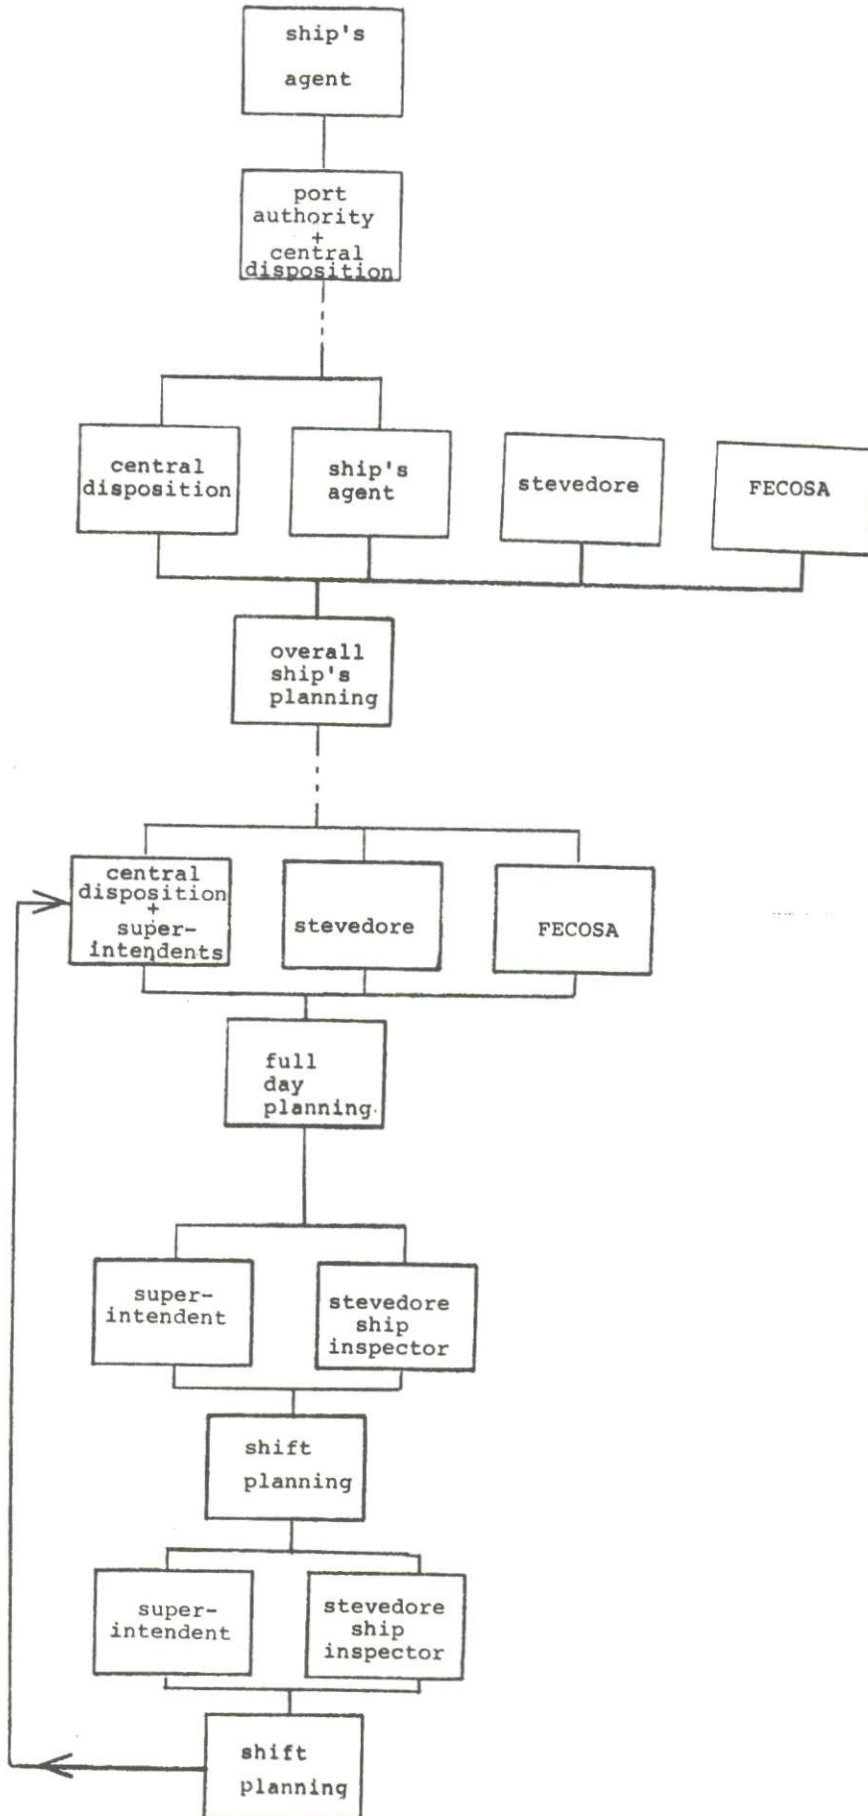 ship's
agent
port
authority
+
central
disposition
central
disposition
ship's
agent
stevedore
FECOSA
overall
ship's
planning
central
disposition
+
super-
intendents
stevedore
FECOSA
full
day
planning
super-
intendent
stevedore
ship
inspector
shift
planning
super-
intendent
stevedore
ship
inspector
shift
planning